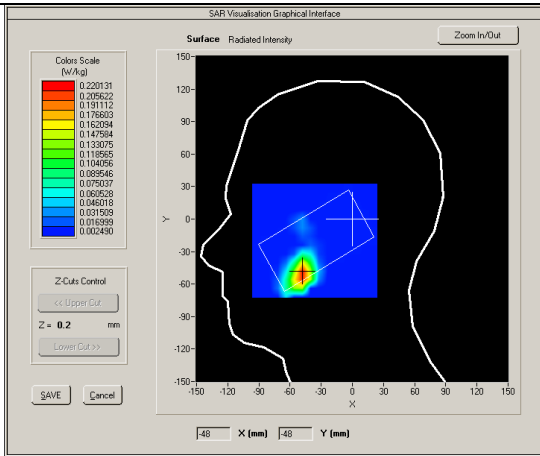 SAR Visualisation Graphical Interface
Surface Radiated Intensity
Zoom In/Out
Colors Scale
(W/kg)
0.220131
0.205622
0.191112
0.176603
0.162094
0.147584
0.133075
0.118565
0.104056
0.089546
0.075037
0.060528
0.046018
0.031509
0.016999
0.002490
Z-Cuts Control
<< Upper Cut
Z = 0.2 mm
Lower Cut >>
SAVE Cancel
Y
150
120
90
60
30
0
-30
-60
-90
-120
-150
-150 -120 -90 -60 -30 0 30 60 90 120 150
X
-48 X (mm) -48 Y (mm)